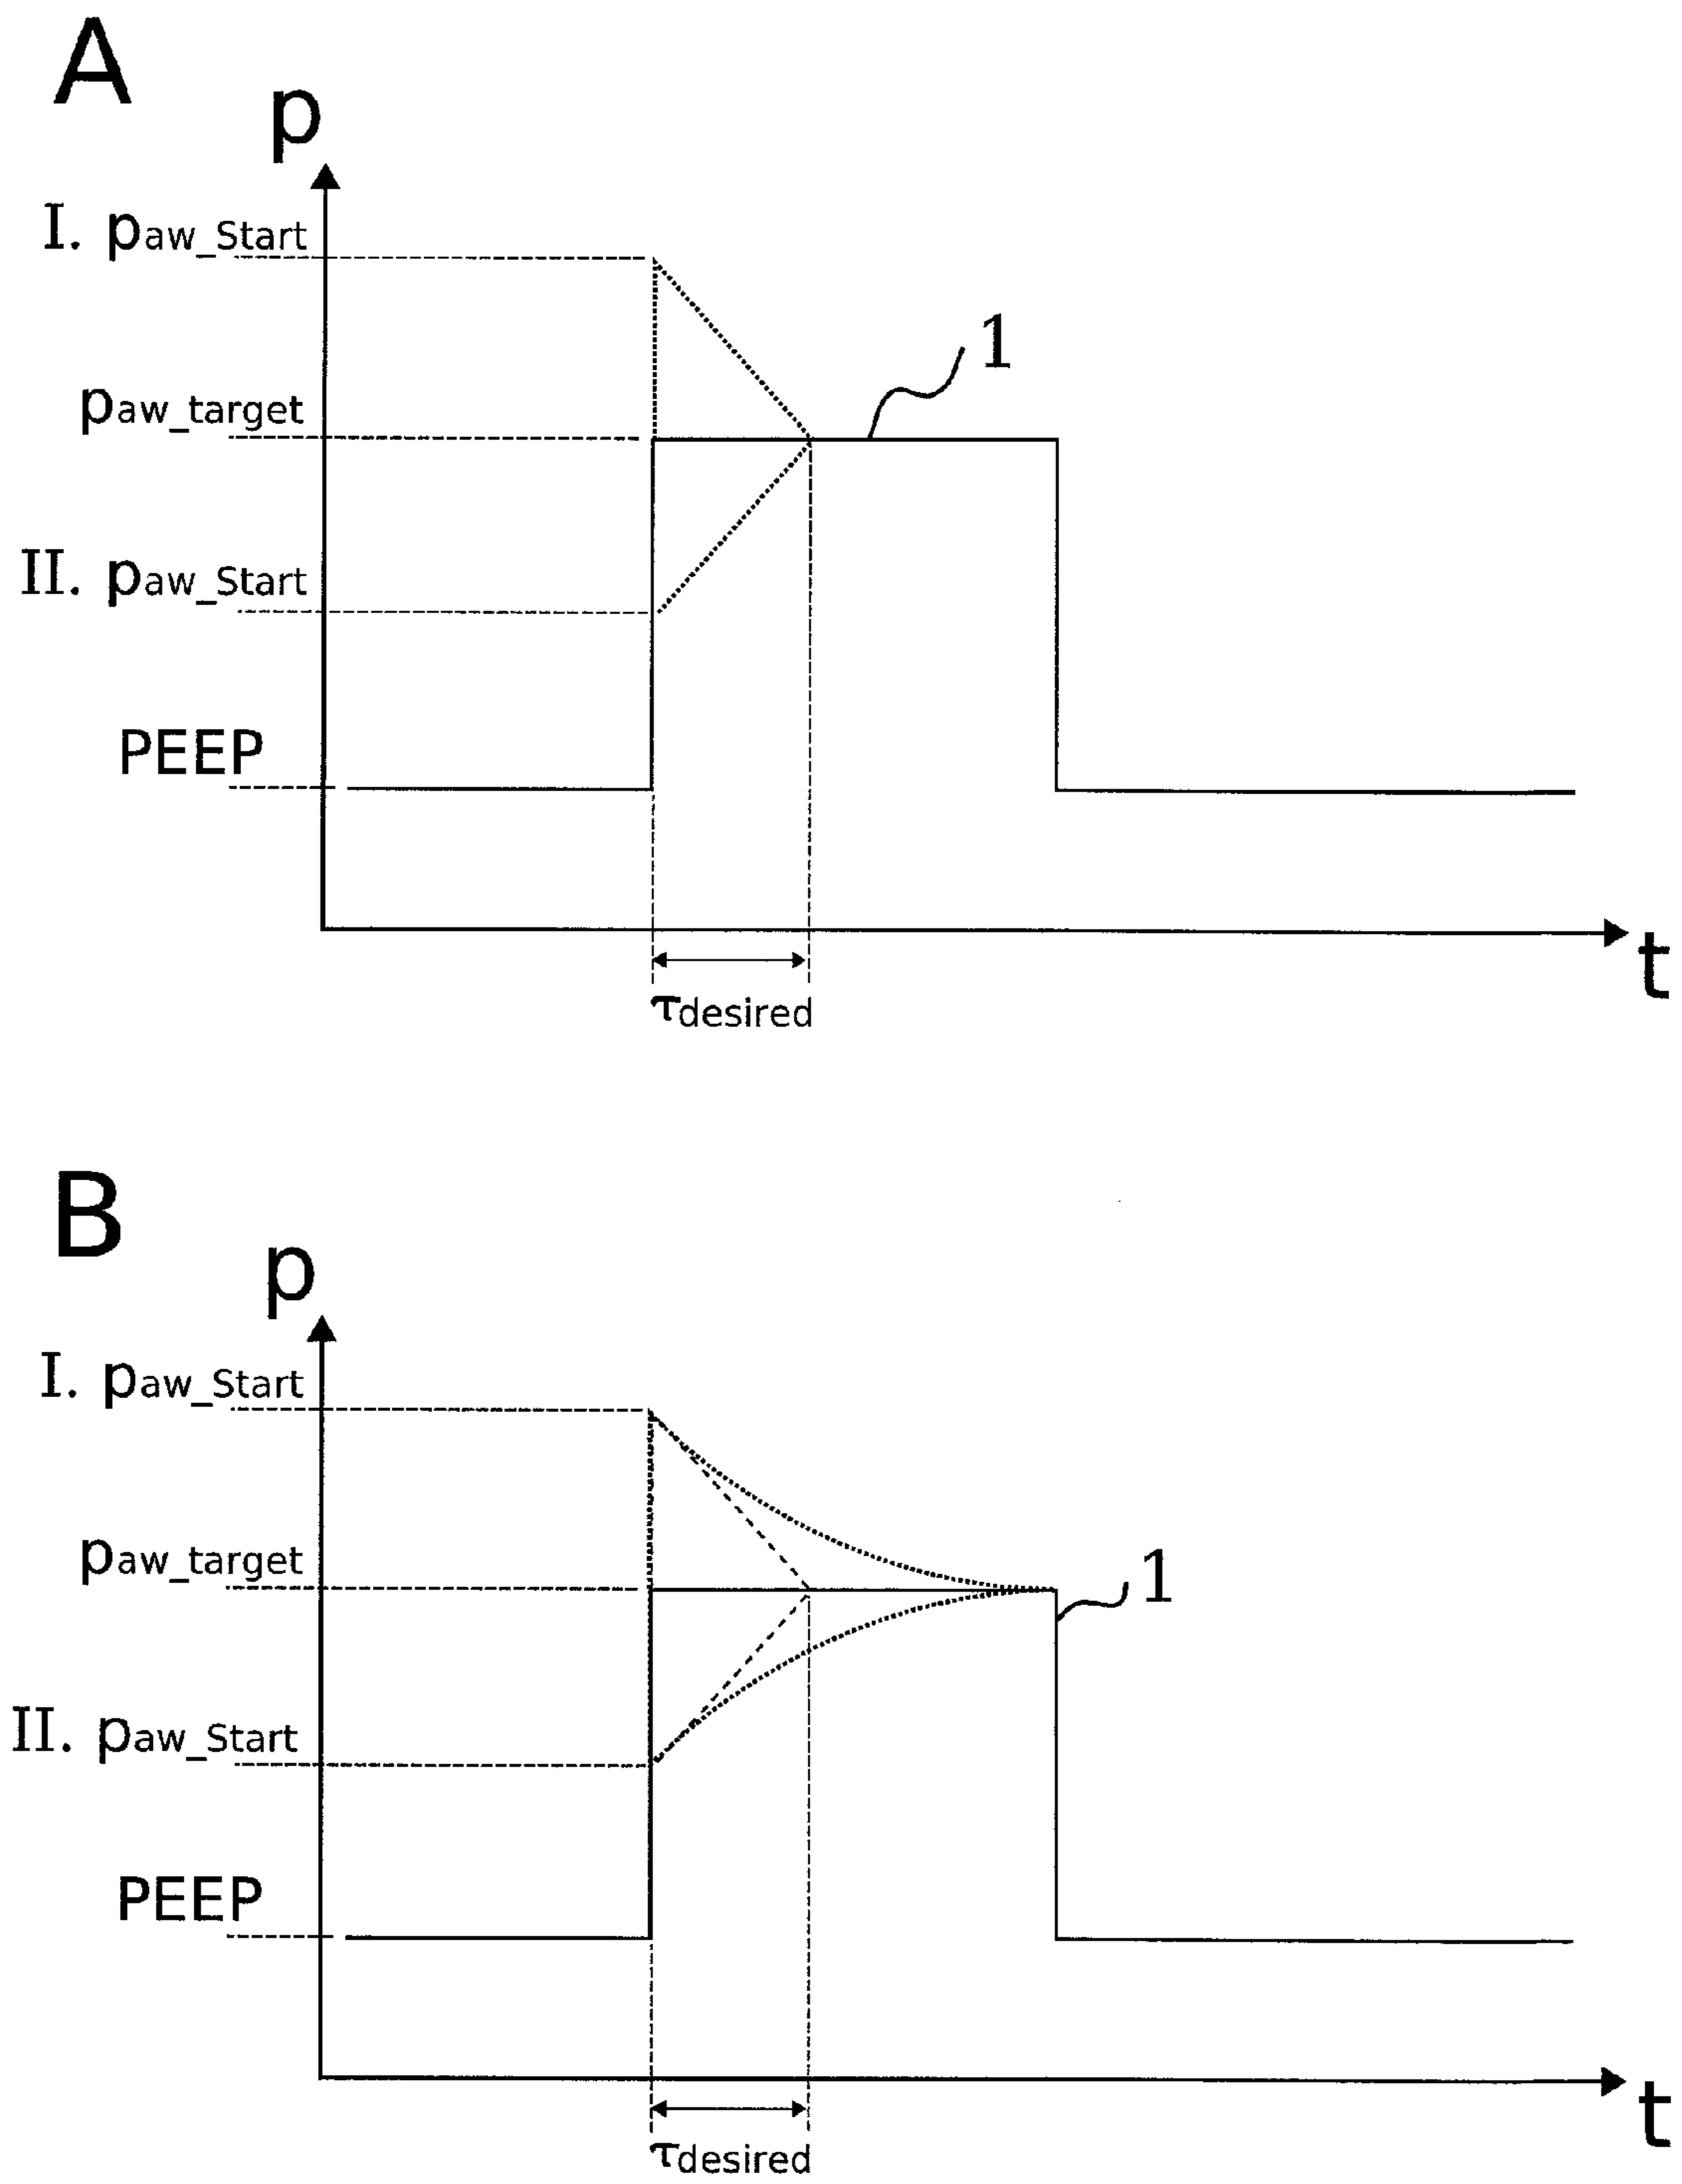 A
p
I. paw_Start
1
paw_target
II. paw_Start
PEEP
t
τdesired
B
p
I. paw_Start
paw_target
1
II. paw_Start
PEEP
t
τdesired